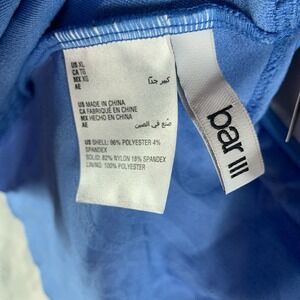 US XL
CA TG
MX XG
AE
كبير جدًا
US MADE IN CHINA
CA FABRIQUÉ EN CHINE
MX HECHO EN CHINA
AE
صنع في الصين
US SHELL: 96% POLYESTER 4%
SPANDEX
SOLID: 82% NYLON 18% SPANDEX
LINING: 100% POLYESTER
bar III